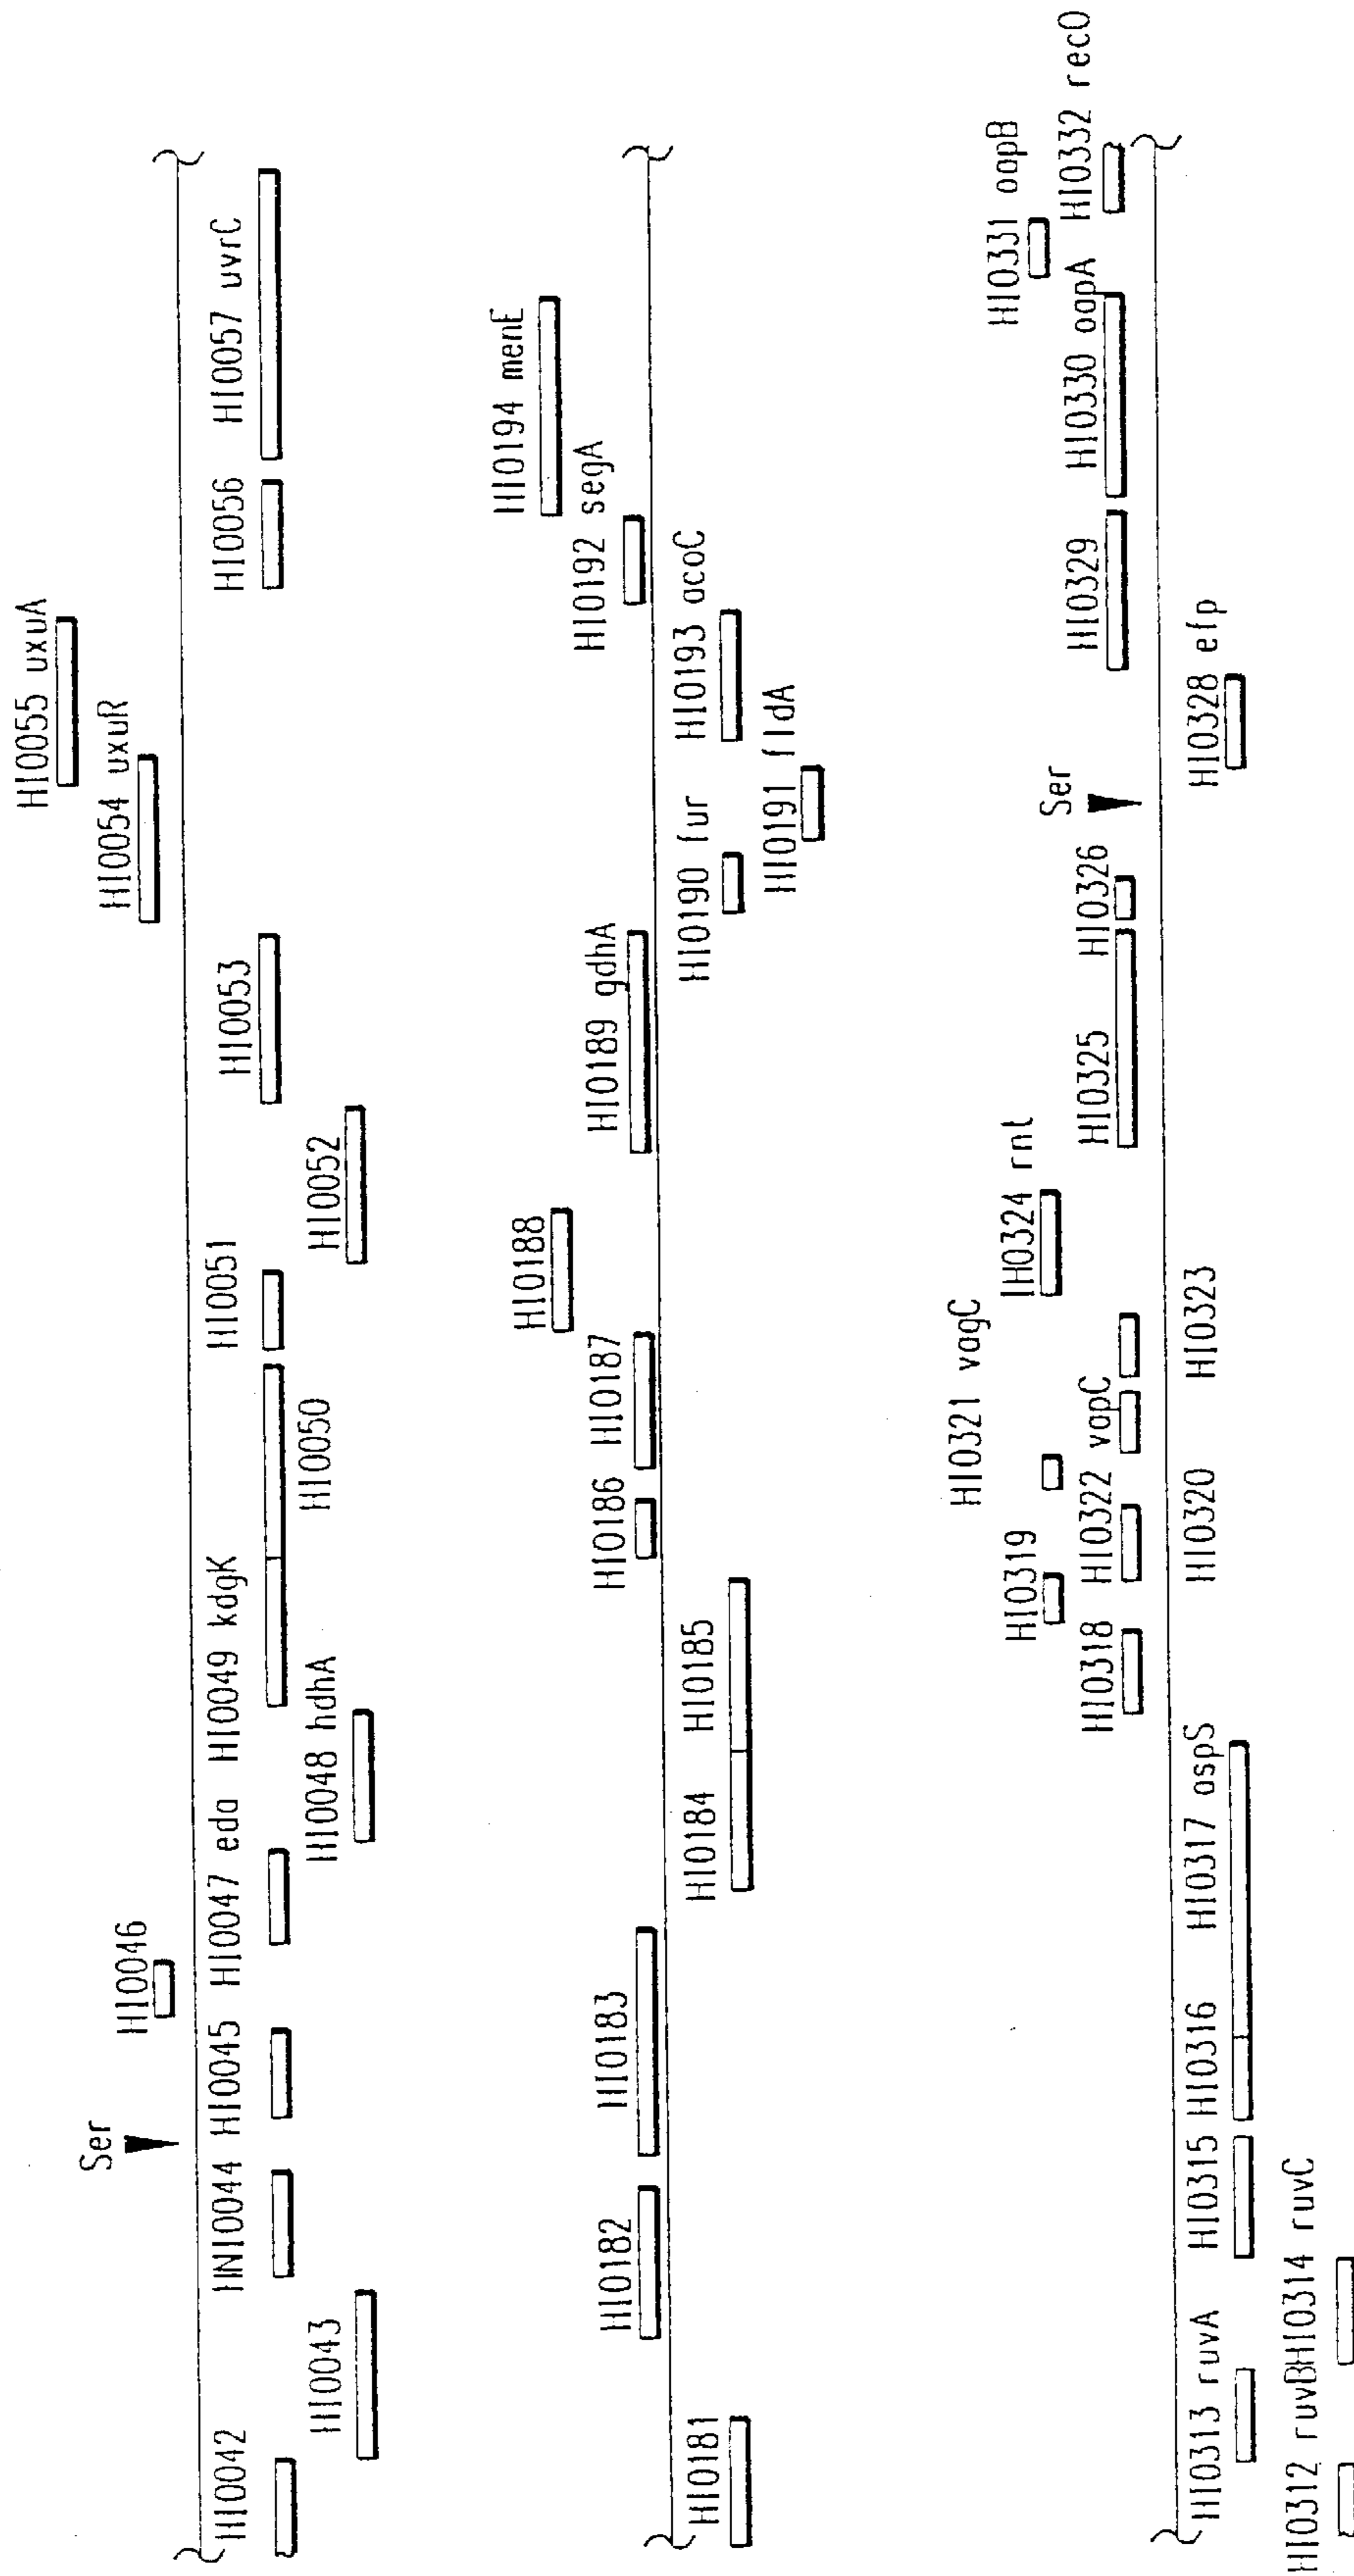 HI0042
HI0043
HN10044
Ser
HI0045
HI0046
HI0047 eda
HI0048 hdhA
HI0049 kdgK
HI0050
HI0051
HI0052
HI0053
HI0054 uxuR
HI0055 uxuA
HI0056
HI0057 uvrC
HI0181
HI0182
HI0183
HI0184
HI0185
HI0186
HI0187
HI0188
HI0189 gdhA
HI0190 fur
HI0191 fldA
HI0193 acoC
HI0192 segA
HI0194 menE
HI0312 ruvB
HI0313 ruvA
HI0314 ruvC
HI0315
HI0316
HI0317 aspS
HI0318
HI0319
HI0320
HI0322 vapC
HI0321 vagC
HI0323
IH0324 rnt
HI0325
HI0326
Ser
HI0328 efp
HI0329
HI0330 oapA
HI0331 oapB
HI0332 recO